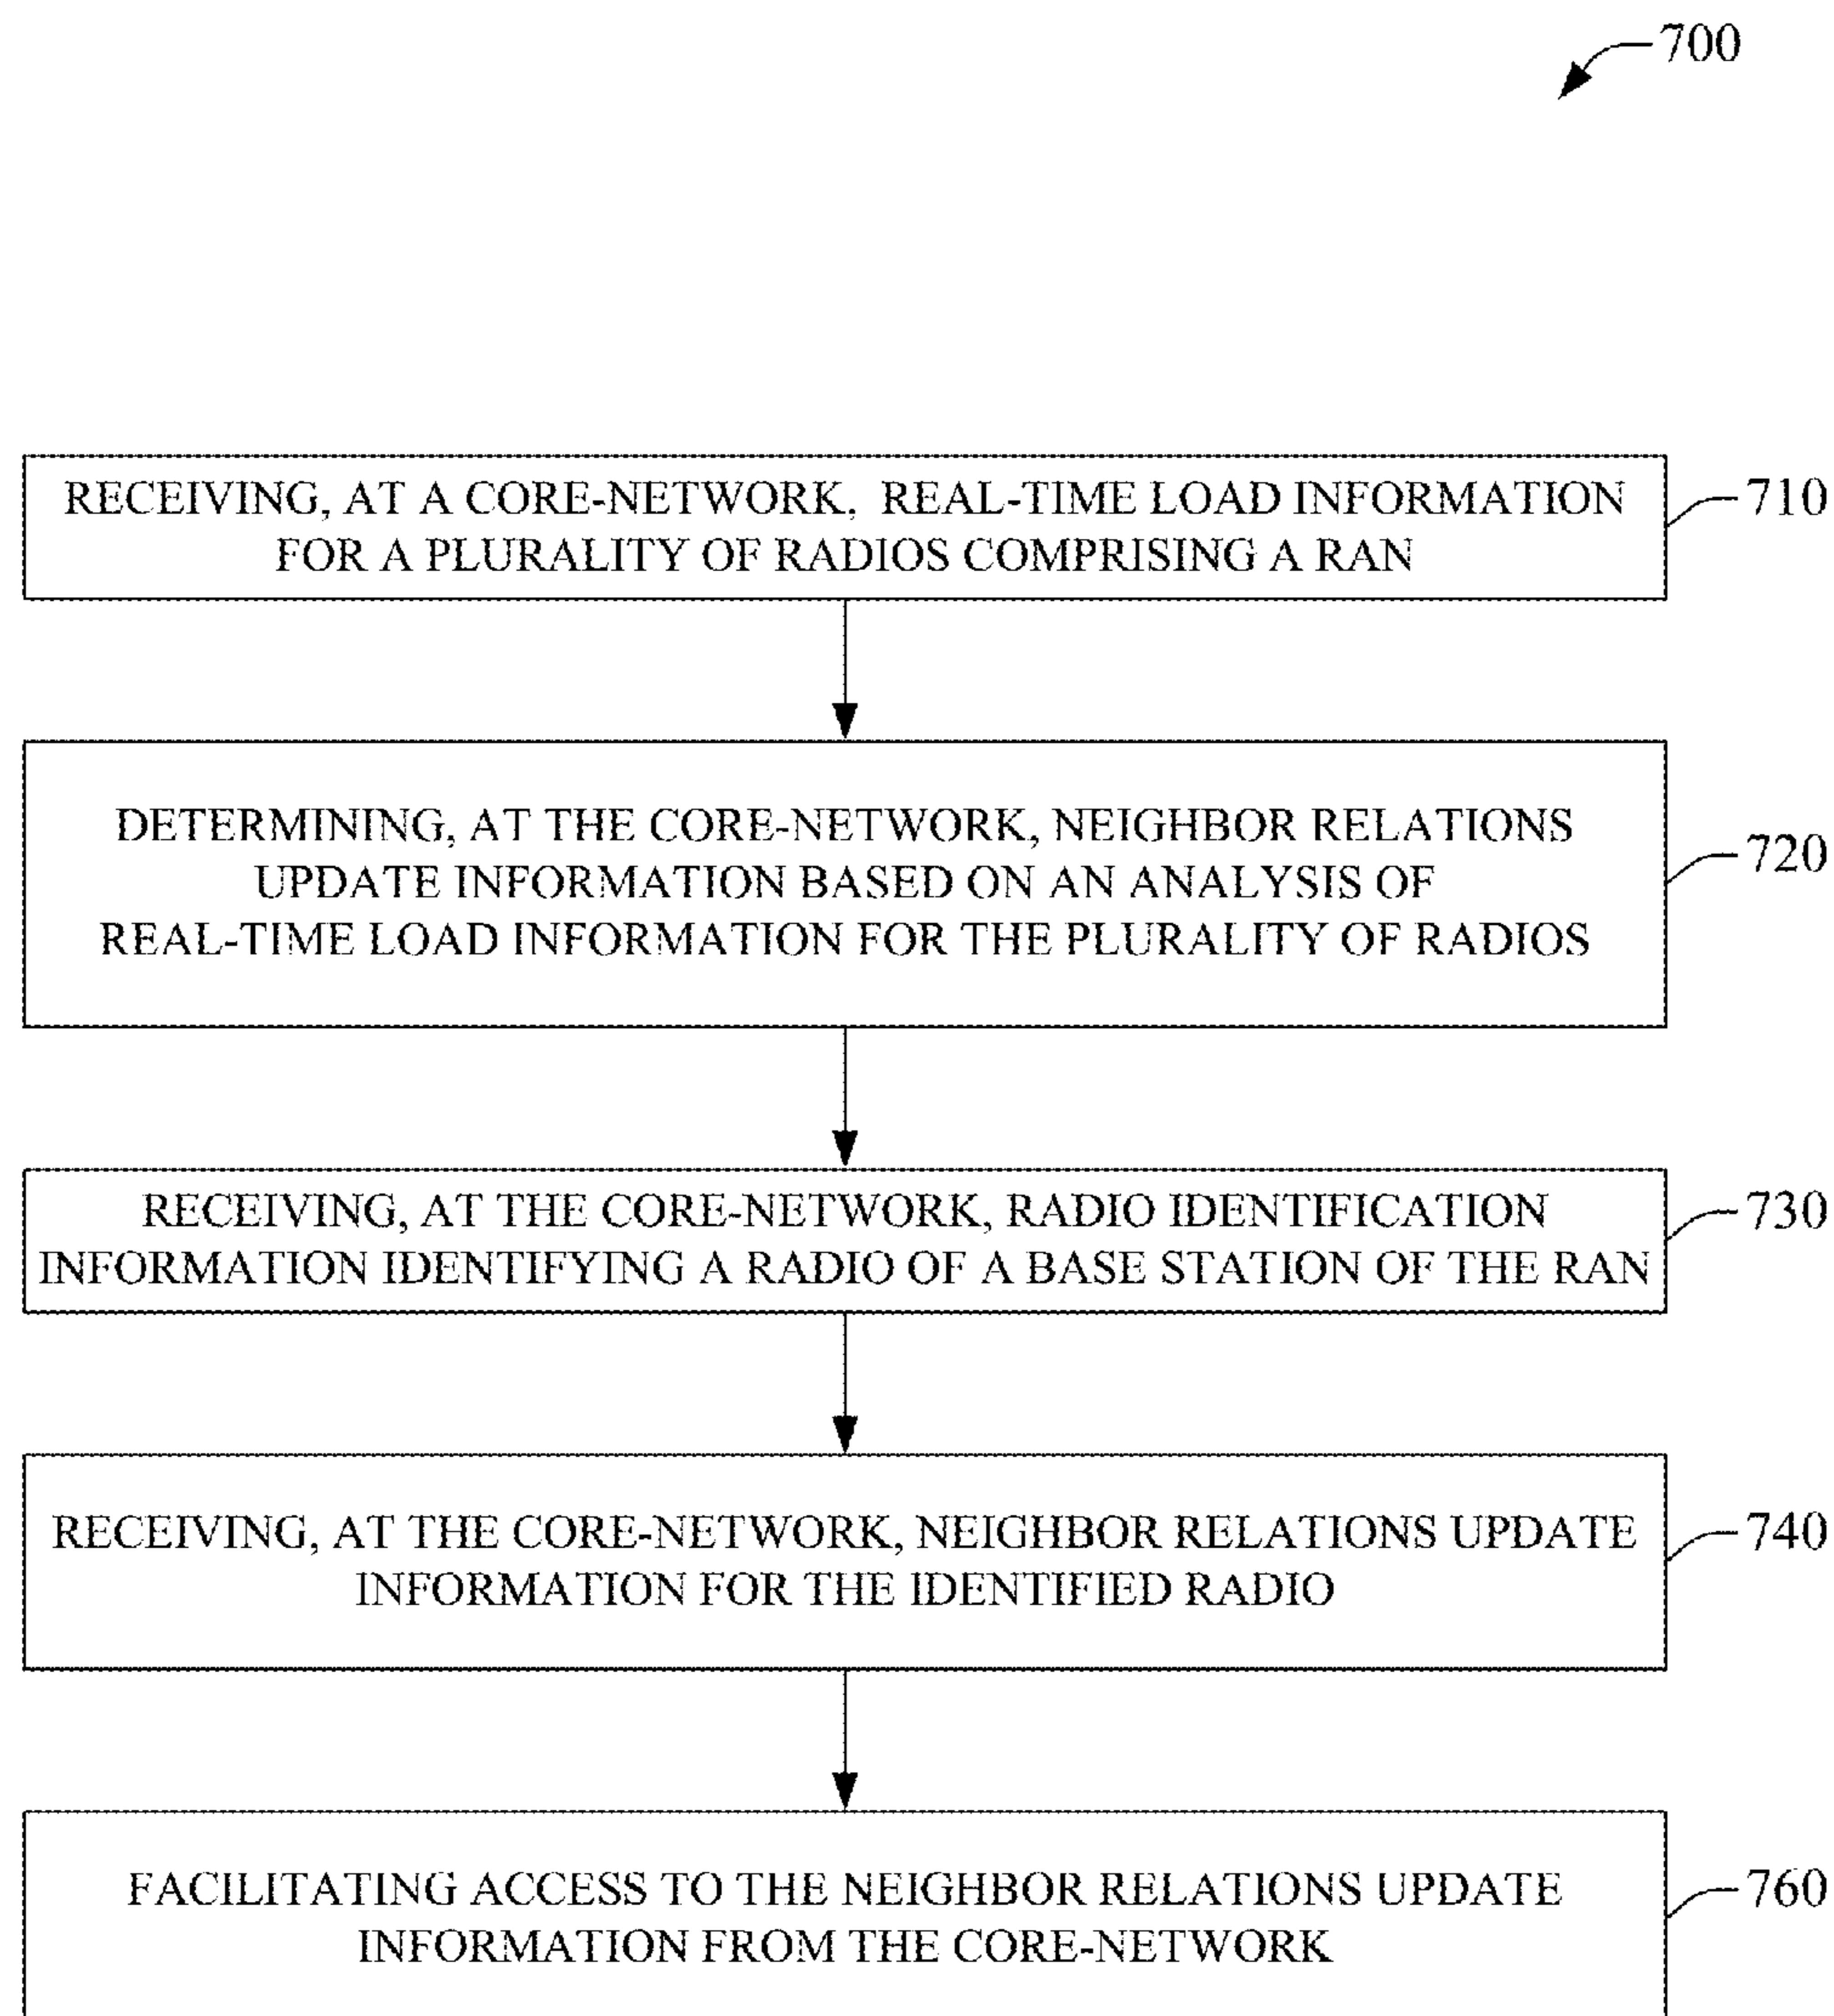 700
RECEIVING, AT A CORE-NETWORK, REAL-TIME LOAD INFORMATION
FOR A PLURALITY OF RADIOS COMPRISING A RAN
710
DETERMINING, AT THE CORE-NETWORK, NEIGHBOR RELATIONS
UPDATE INFORMATION BASED ON AN ANALYSIS OF
REAL-TIME LOAD INFORMATION FOR THE PLURALITY OF RADIOS
720
RECEIVING, AT THE CORE-NETWORK, RADIO IDENTIFICATION
INFORMATION IDENTIFYING A RADIO OF A BASE STATION OF THE RAN
730
RECEIVING, AT THE CORE-NETWORK, NEIGHBOR RELATIONS UPDATE
INFORMATION FOR THE IDENTIFIED RADIO
740
FACILITATING ACCESS TO THE NEIGHBOR RELATIONS UPDATE
INFORMATION FROM THE CORE-NETWORK
760